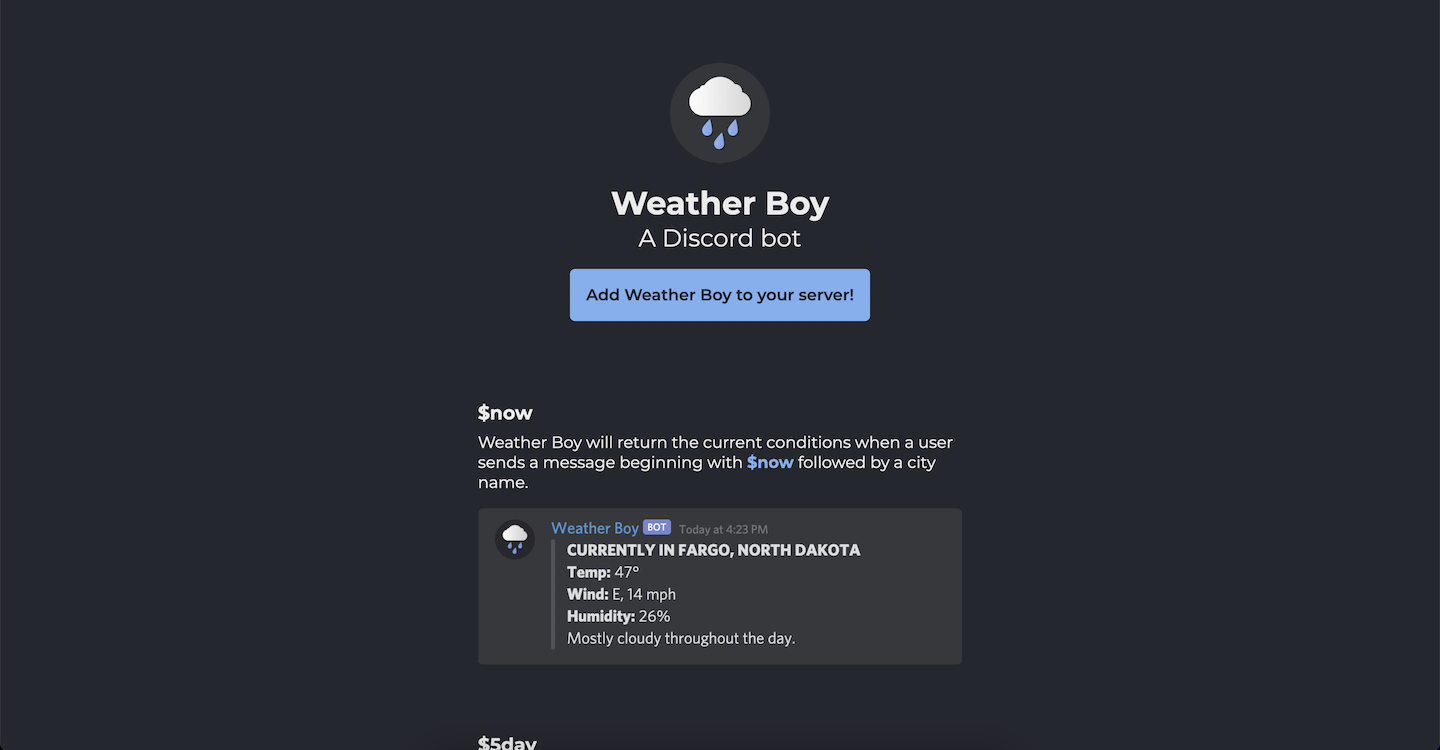 Weather Boy
A Discord bot
Add Weather Boy to your server!
$now
Weather Boy will return the current conditions when a user
sends a message beginning with $now followed by a city
name.
Weather Boy BOT Today at 4:23 PM
CURRENTLY IN FARGO, NORTH DAKOTA
Temp: 47°
Wind: E, 14 mph
Humidity: 26%
Mostly cloudy throughout the day.
$5day